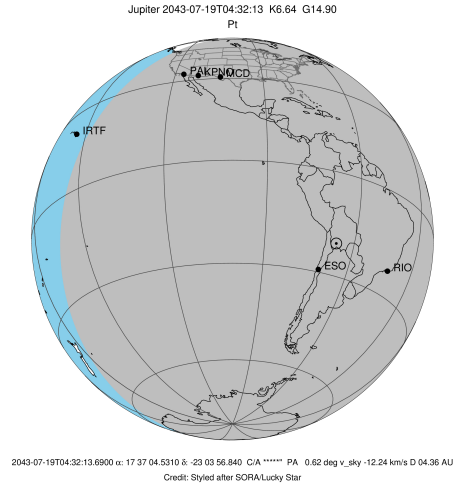 Jupiter 2043-07-19T04:32:13 K6.64 G14.90
Pt
KPNO
MCD
IRTF
ESO
RIO
2043-07-19T04:32:13.6900 α: 17 37 04.5310 δ: -23 03 56.840 C/A *****" PA 0.62 deg v_sky -12.24 km/s D 04.36 AU
Credit: Styled after SORA/Lucky Star